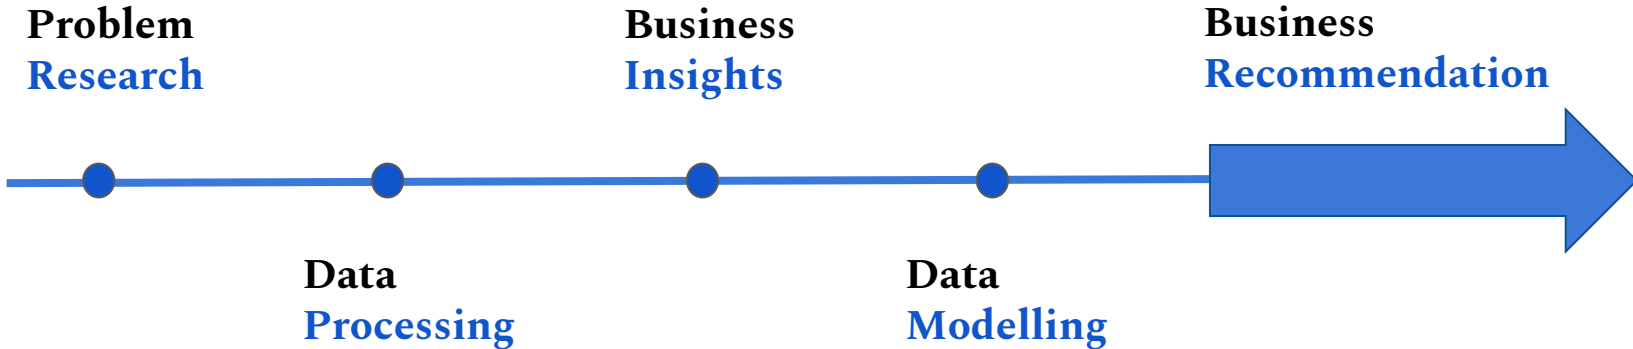 Problem
Research
Data
Processing
Business
Insights
Data
Modelling
Business
Recommendation